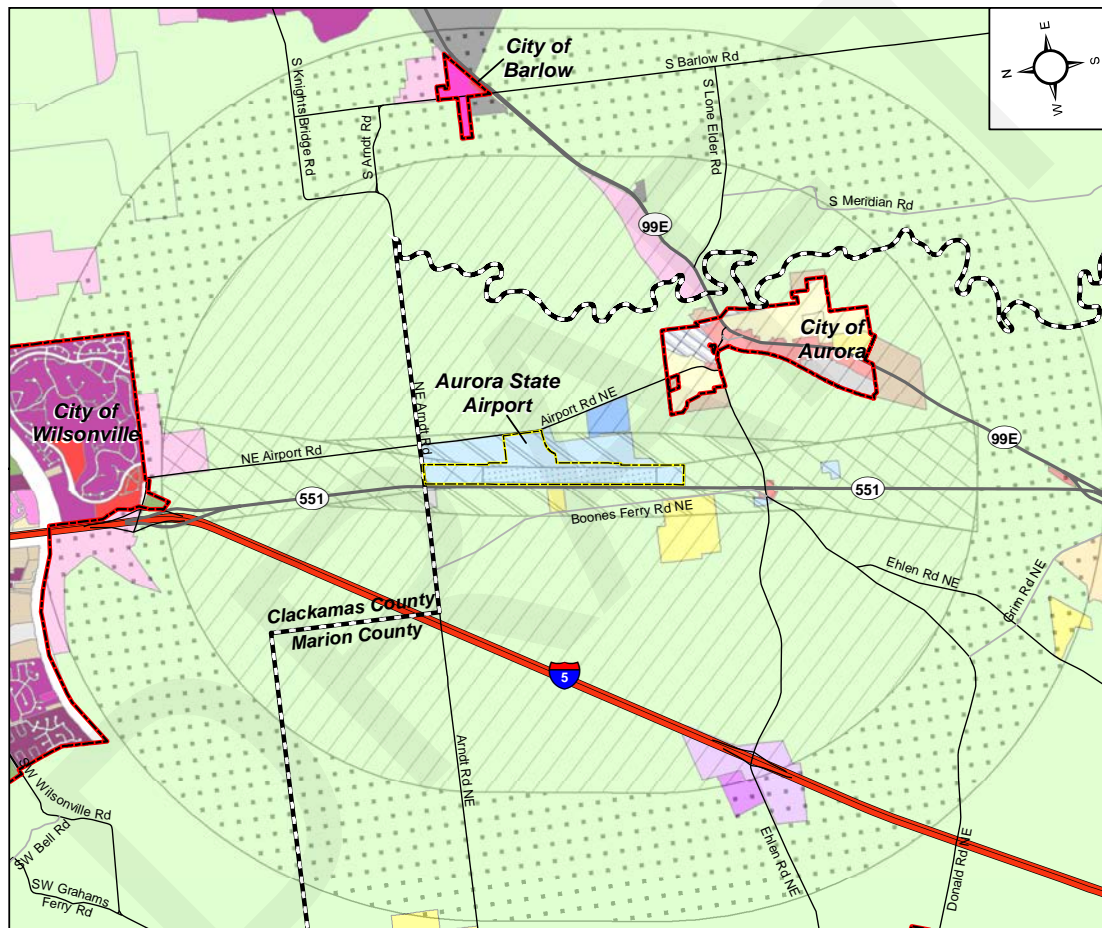 City of
Barlow
S Barlow Rd
E
N
S
W
S Knights
Bridge Rd
S Arndt Rd
S Lone Elder Rd
S Meridian Rd
99E
City of
Aurora
City of
Wilsonville
NE Arndt Rd
Aurora State
Airport
Airport Rd NE
NE Airport Rd
99E
551
551
Boones Ferry Rd NE
Ehlen Rd NE
Grim Rd NE
Clackamas County
Marion County
5
Arndt Rd NE
SW Wilsonville Rd
SW Bell Rd
SW Grahams
Ferry Rd
Ehlen Rd NE
Donald Rd NE